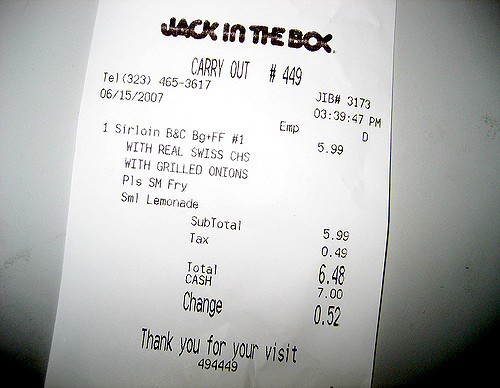 JACK IN THE BOX
CARRY OUT # 449
Tel(323) 465-3617 JIB# 3173
06/15/2007 03:39:47 PM
Emp D
1 Sirloin B&C Bg+FF #1 5.99
WITH REAL SWISS CHS
WITH GRILLED ONIONS
Pls SM Fry
Sml Lemonade
SubTotal 5.99
Tax 0.49
Total 6.48
CASH 7.00
Change 0.52
Thank you for your visit
494449